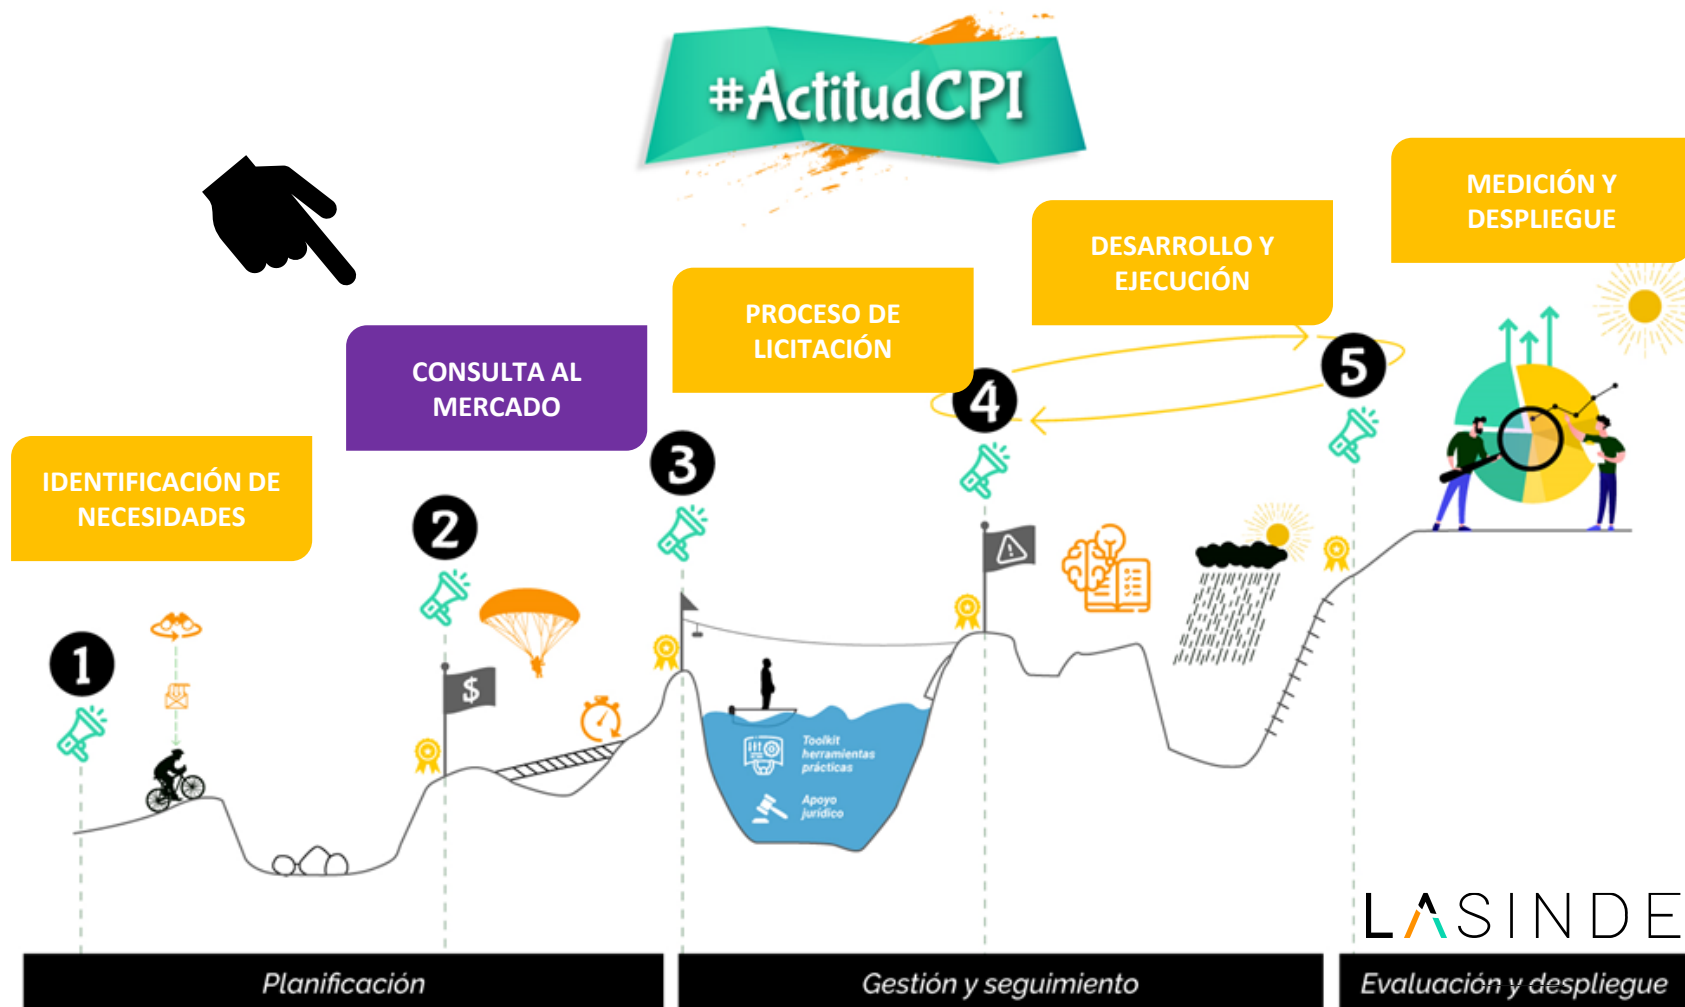 #ActitudCPI
MEDICIÓN Y
DESPLIEGUE
DESARROLLO Y
EJECUCIÓN
PROCESO DE
LICITACIÓN
CONSULTA AL
MERCADO
IDENTIFICACIÓN DE
NECESIDADES
1
2
3
4
5
$
Toolkit
herramientas
prácticas
Apoyo
jurídico
LASINDE
Planificación
Gestión y seguimiento
Evaluación y despliegue